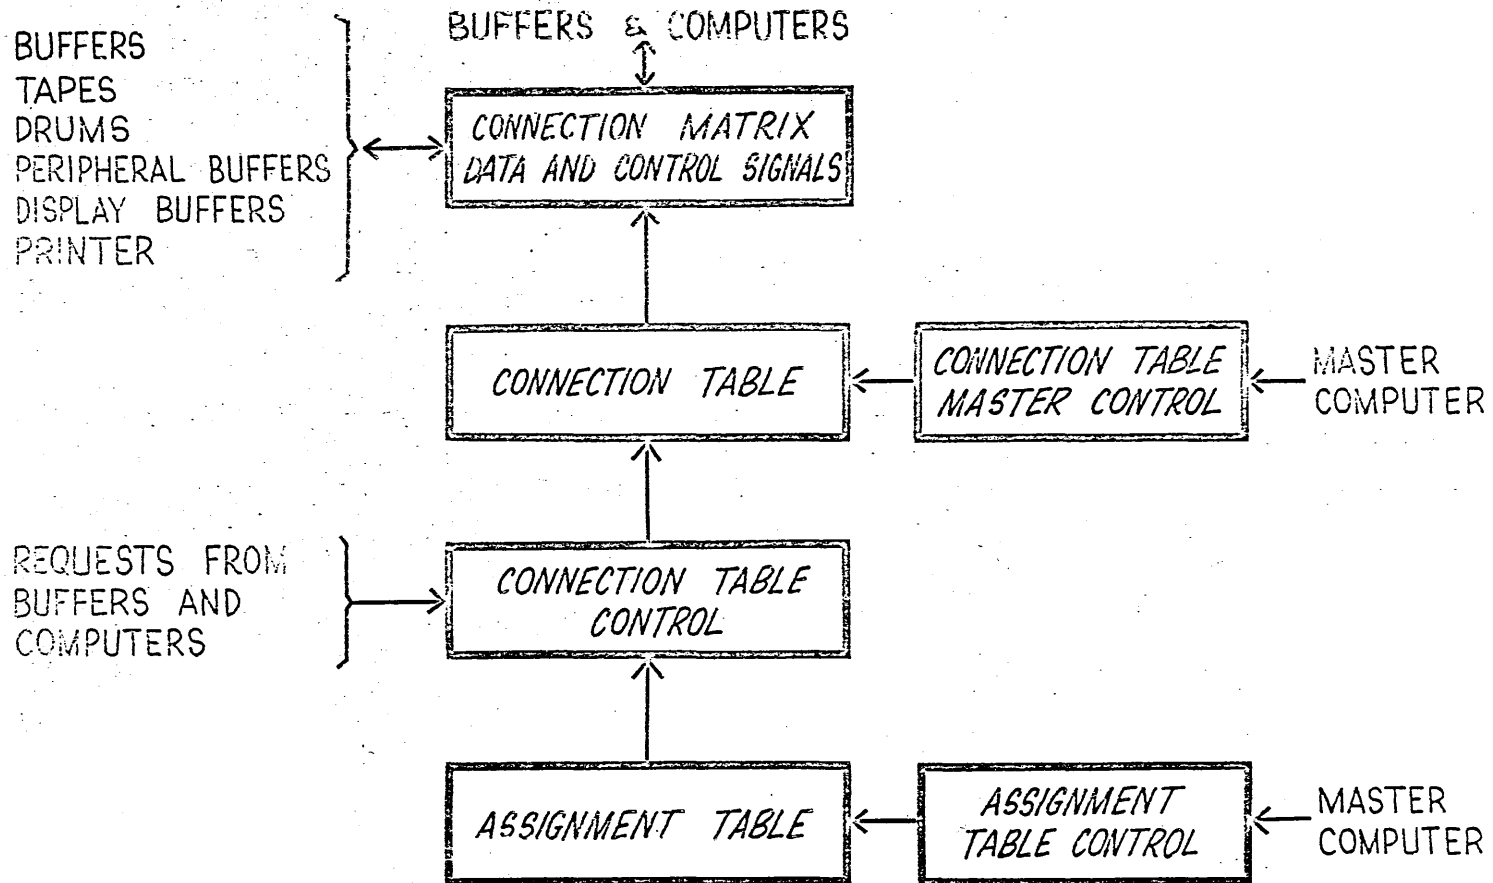 BUFFERS & COMPUTERS
BUFFERS
TAPES
DRUMS
PERIPHERAL BUFFERS
DISPLAY BUFFERS
PRINTER
CONNECTION MATRIX
DATA AND CONTROL SIGNALS
CONNECTION TABLE
CONNECTION TABLE
MASTER CONTROL
MASTER
COMPUTER
REQUESTS FROM
BUFFERS AND
COMPUTERS
CONNECTION TABLE
CONTROL
ASSIGNMENT TABLE
ASSIGNMENT
TABLE CONTROL
MASTER
COMPUTER